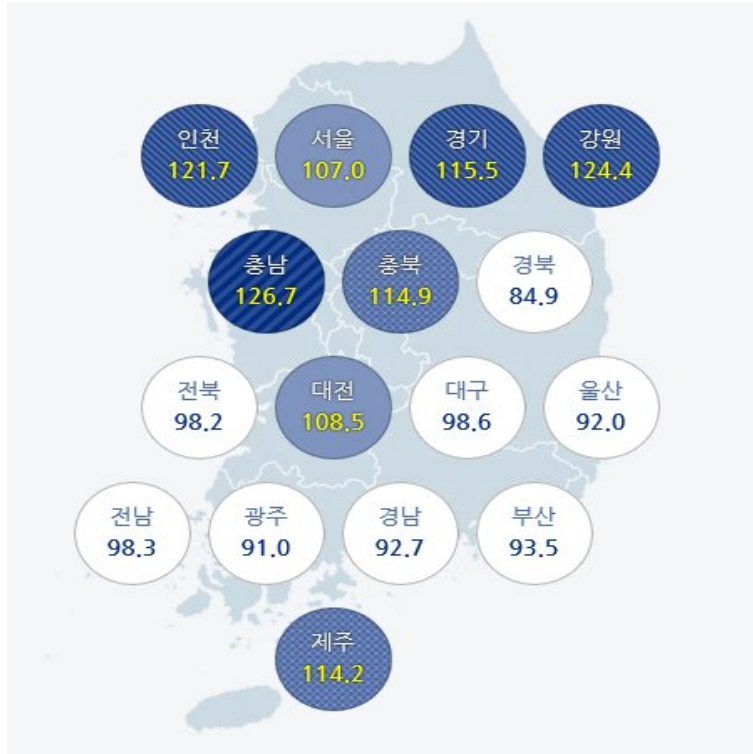 인천
121.7
서울
107.0
경기
115.5
강원
124.4
충남
126.7
충북
114.9
경북
84.9
전북
98.2
대전
108.5
대구
98.6
울산
92.0
전남
98.3
광주
91.0
경남
92.7
부산
93.5
제주
114.2